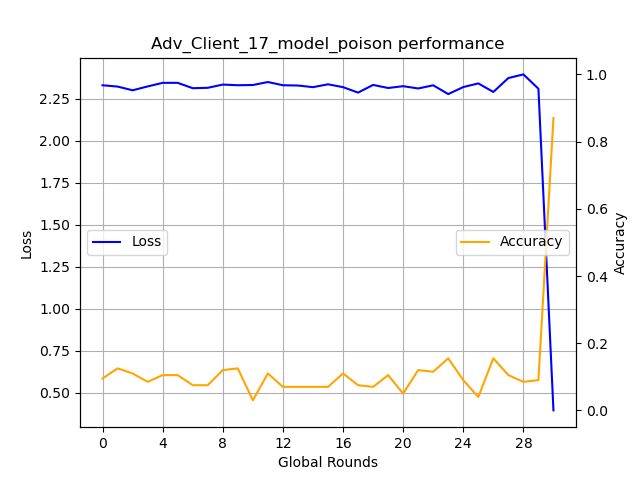 Adv_Client_17_model_poison performance
Loss
2.25
2.00
1.75
1.50
1.25
1.00
0.75
0.50
Loss
Accuracy
1.0
0.8
0.6
0.4
0.2
0.0
Accuracy
0 4 8 12 16 20 24 28
Global Rounds